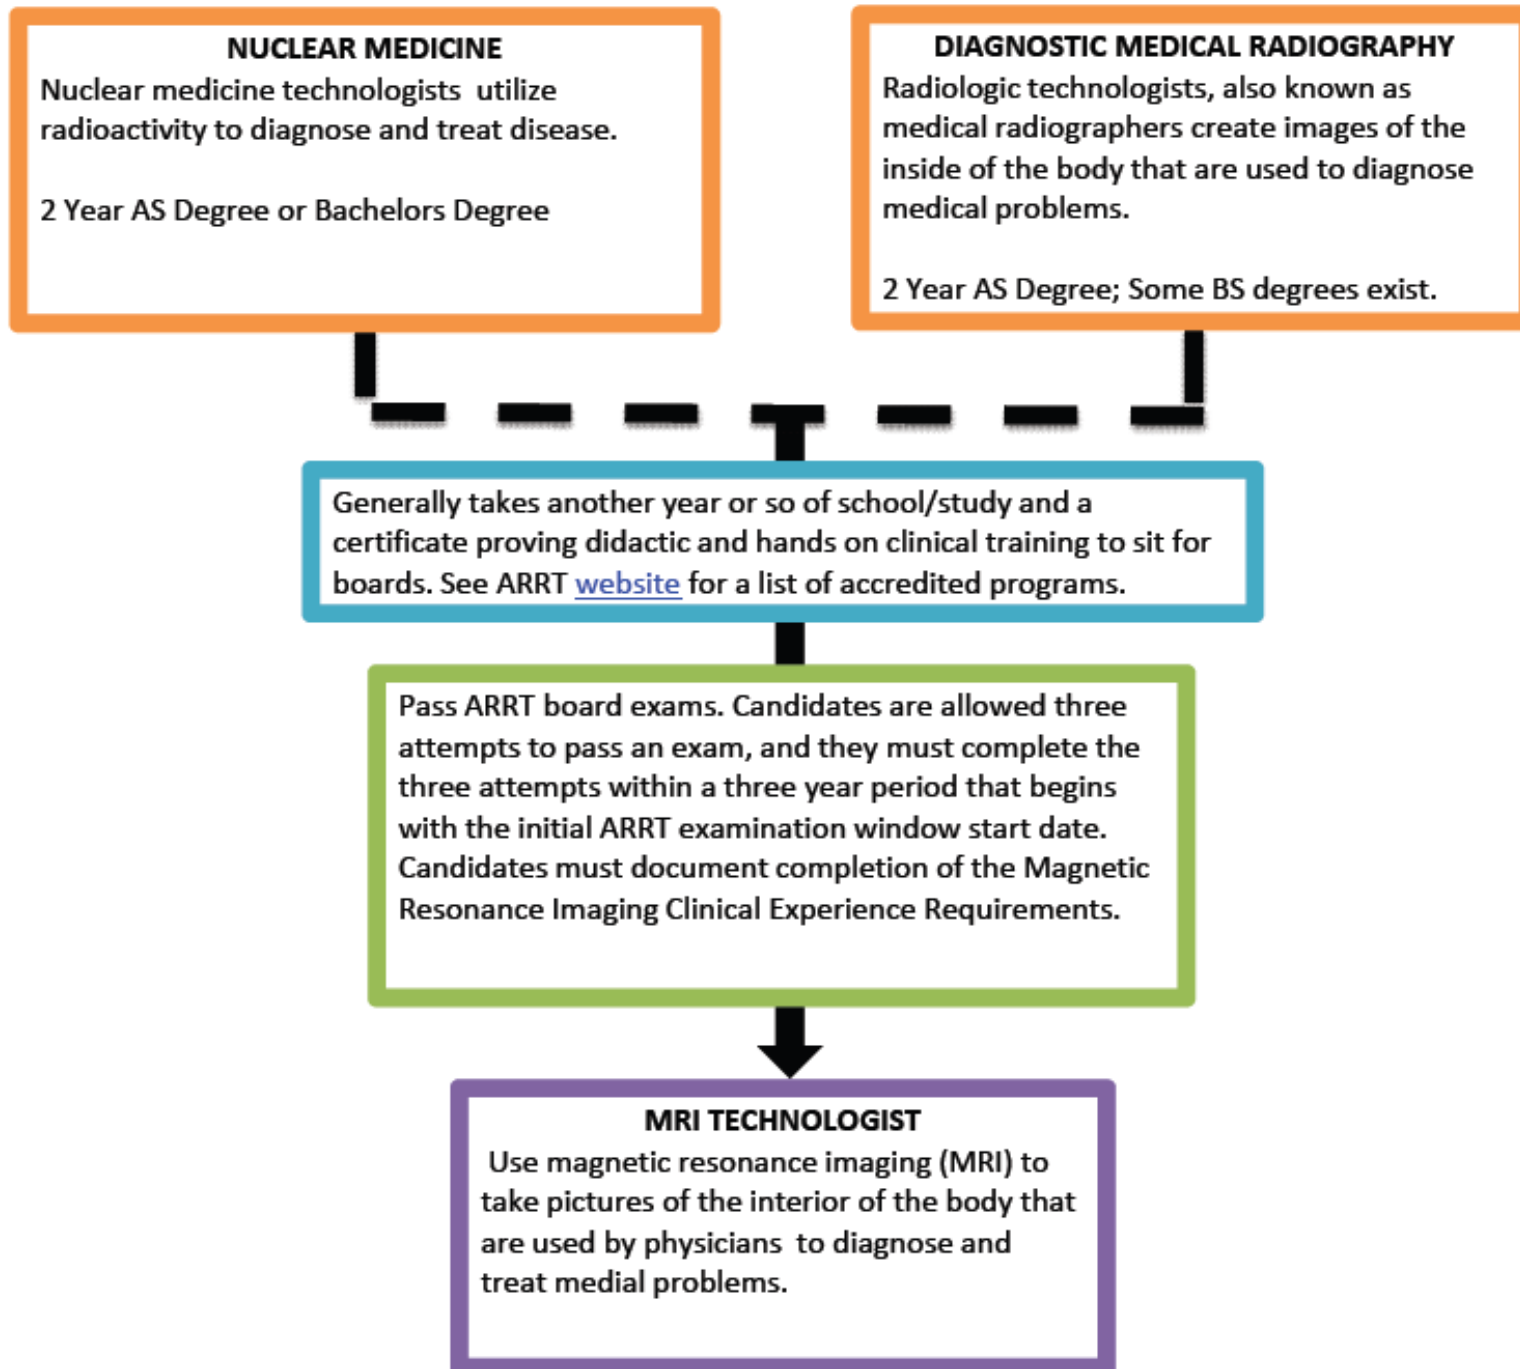 NUCLEAR MEDICINE
Nuclear medicine technologists utilize
radioactivity to diagnose and treat disease.
2 Year AS Degree or Bachelors Degree
DIAGNOSTIC MEDICAL RADIOGRAPHY
Radiologic technologists, also known as
medical radiographers create images of the
inside of the body that are used to diagnose
medical problems.
2 Year AS Degree; Some BS degrees exist.
Generally takes another year or so of school/study and a
certificate proving didactic and hands on clinical training to sit for
boards. See ARRT website for a list of accredited programs.
Pass ARRT board exams. Candidates are allowed three
attempts to pass an exam, and they must complete the
three attempts within a three year period that begins
with the initial ARRT examination window start date.
Candidates must document completion of the Magnetic
Resonance Imaging Clinical Experience Requirements.
MRI TECHNOLOGIST
Use magnetic resonance imaging (MRI) to
take pictures of the interior of the body that
are used by physicians to diagnose and
treat medial problems.